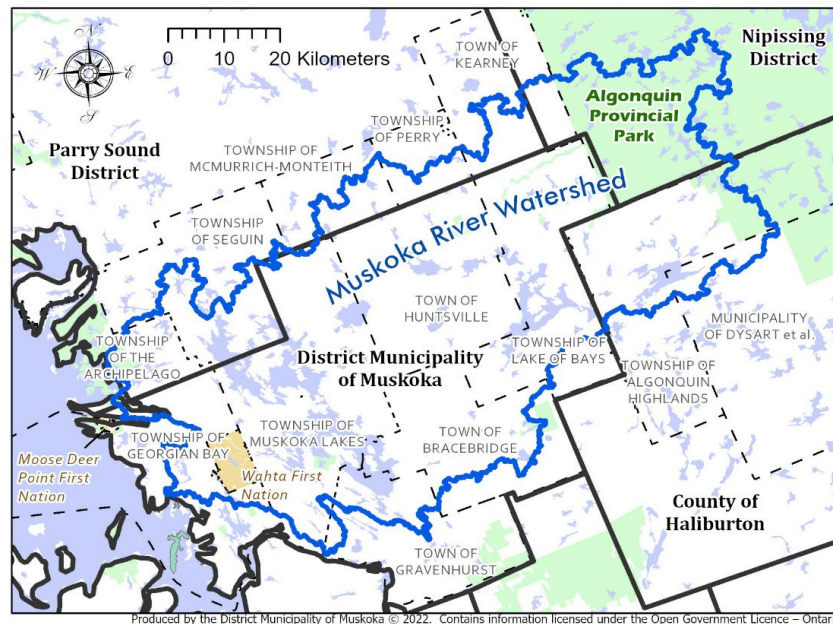 N
W
E
S
0
10
20 Kilometers
TOWN OF
KEARNEY
Nipissing
District
Algonquin
Provincial
Park
Parry Sound
District
TOWNSHIP OF
MCMURRICH-MONTEITH
TOWNSHIP
OF PERRY
TOWNSHIP
OF SEGUIN
Muskoka River Watershed
TOWN OF
HUNTSVILLE
TOWNSHIP
OF THE
ARCHIPELAGO
District Municipality
of Muskoka
TOWNSHIP OF
LAKE OF BAYS
MUNICIPALITY
OF DYSART et al.
TOWNSHIP OF
ALGONQUIN
HIGHLANDS
TOWNSHIP OF
GEORGIAN BAY
TOWNSHIP OF
MUSKOKA LAKES
TOWN OF
BRACEBRIDGE
Moose Deer
Point First
Nation
Wahta First
Nation
County of
Haliburton
TOWN OF
GRAVENHURST
Produced by the District Municipality of Muskoka © 2022. Contains information licensed under the Open Government Licence – Ontar